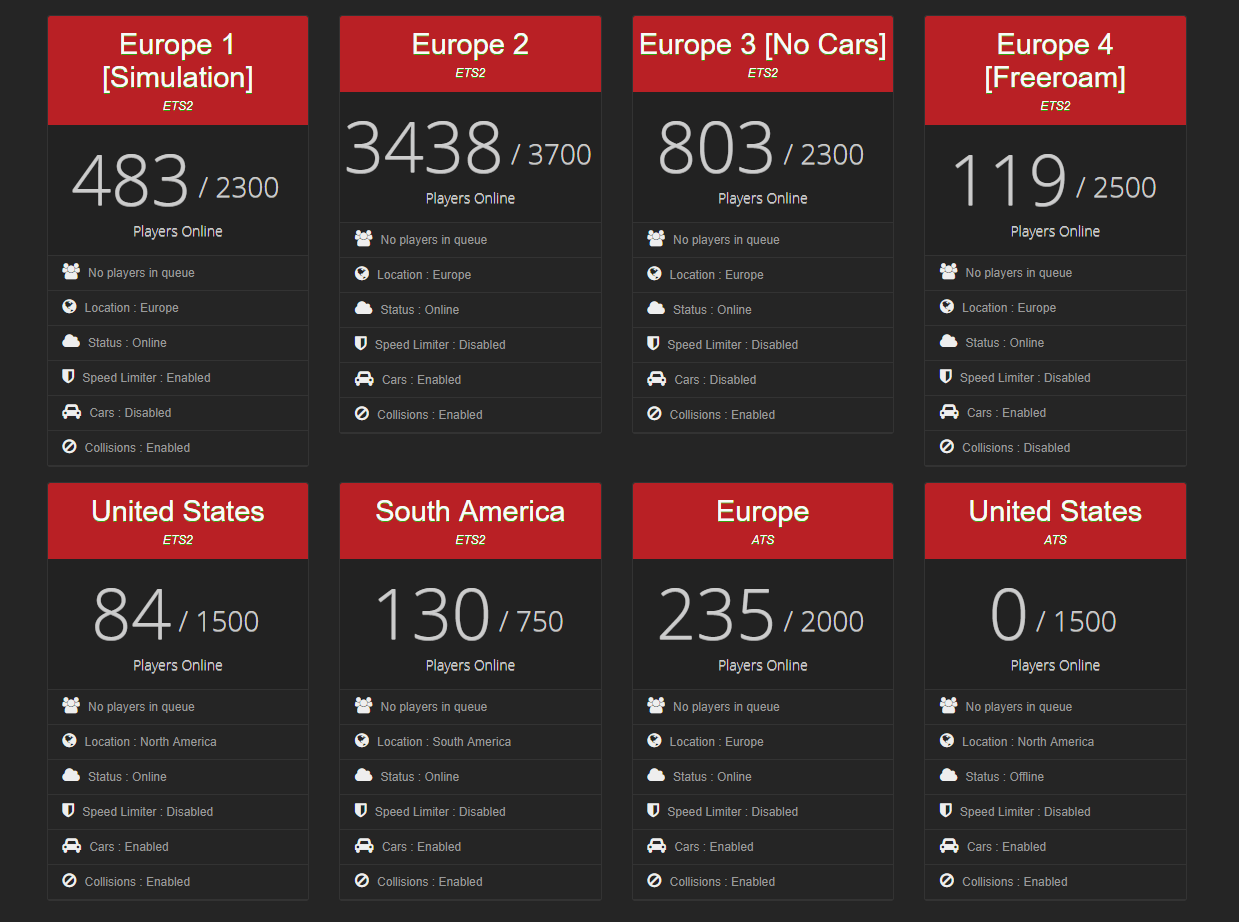 Europe 1
[Simulation]
ETS2
483 / 2300
Players Online
No players in queue
Location : Europe
Status : Online
Speed Limiter : Enabled
Cars : Disabled
Collisions : Enabled
Europe 2
ETS2
3438 / 3700
Players Online
No players in queue
Location : Europe
Status : Online
Speed Limiter : Disabled
Cars : Enabled
Collisions : Enabled
Europe 3 [No Cars]
ETS2
803 / 2300
Players Online
No players in queue
Location : Europe
Status : Online
Speed Limiter : Disabled
Cars : Disabled
Collisions : Enabled
Europe 4
[Freeroam]
ETS2
119 / 2500
Players Online
No players in queue
Location : Europe
Status : Online
Speed Limiter : Disabled
Cars : Enabled
Collisions : Disabled
United States
ETS2
84 / 1500
Players Online
No players in queue
Location : North America
Status : Online
Speed Limiter : Disabled
Cars : Enabled
Collisions : Enabled
South America
ETS2
130 / 750
Players Online
No players in queue
Location : South America
Status : Online
Speed Limiter : Disabled
Cars : Enabled
Collisions : Enabled
Europe
ATS
235 / 2000
Players Online
No players in queue
Location : Europe
Status : Online
Speed Limiter : Disabled
Cars : Enabled
Collisions : Enabled
United States
ATS
0 / 1500
Players Online
No players in queue
Location : North America
Status : Offline
Speed Limiter : Disabled
Cars : Enabled
Collisions : Enabled